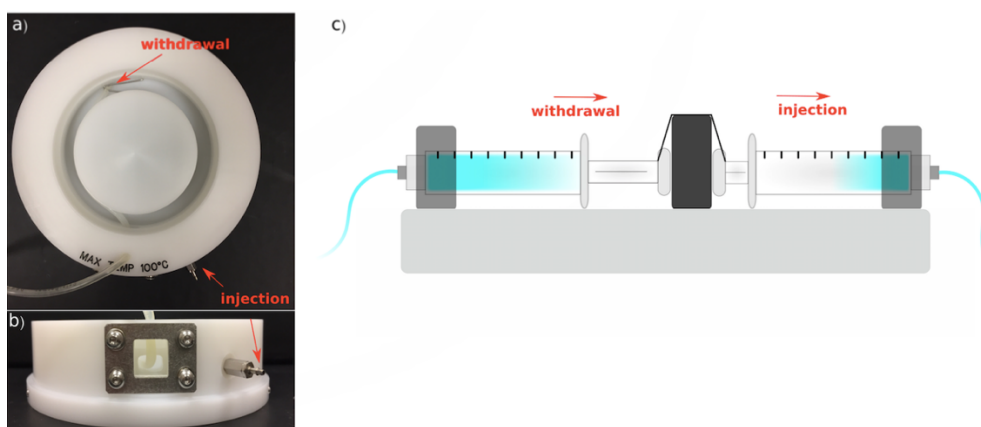 a)
withdrawal
MAX TEMP 100°C
injection
b)
c)
withdrawal
injection